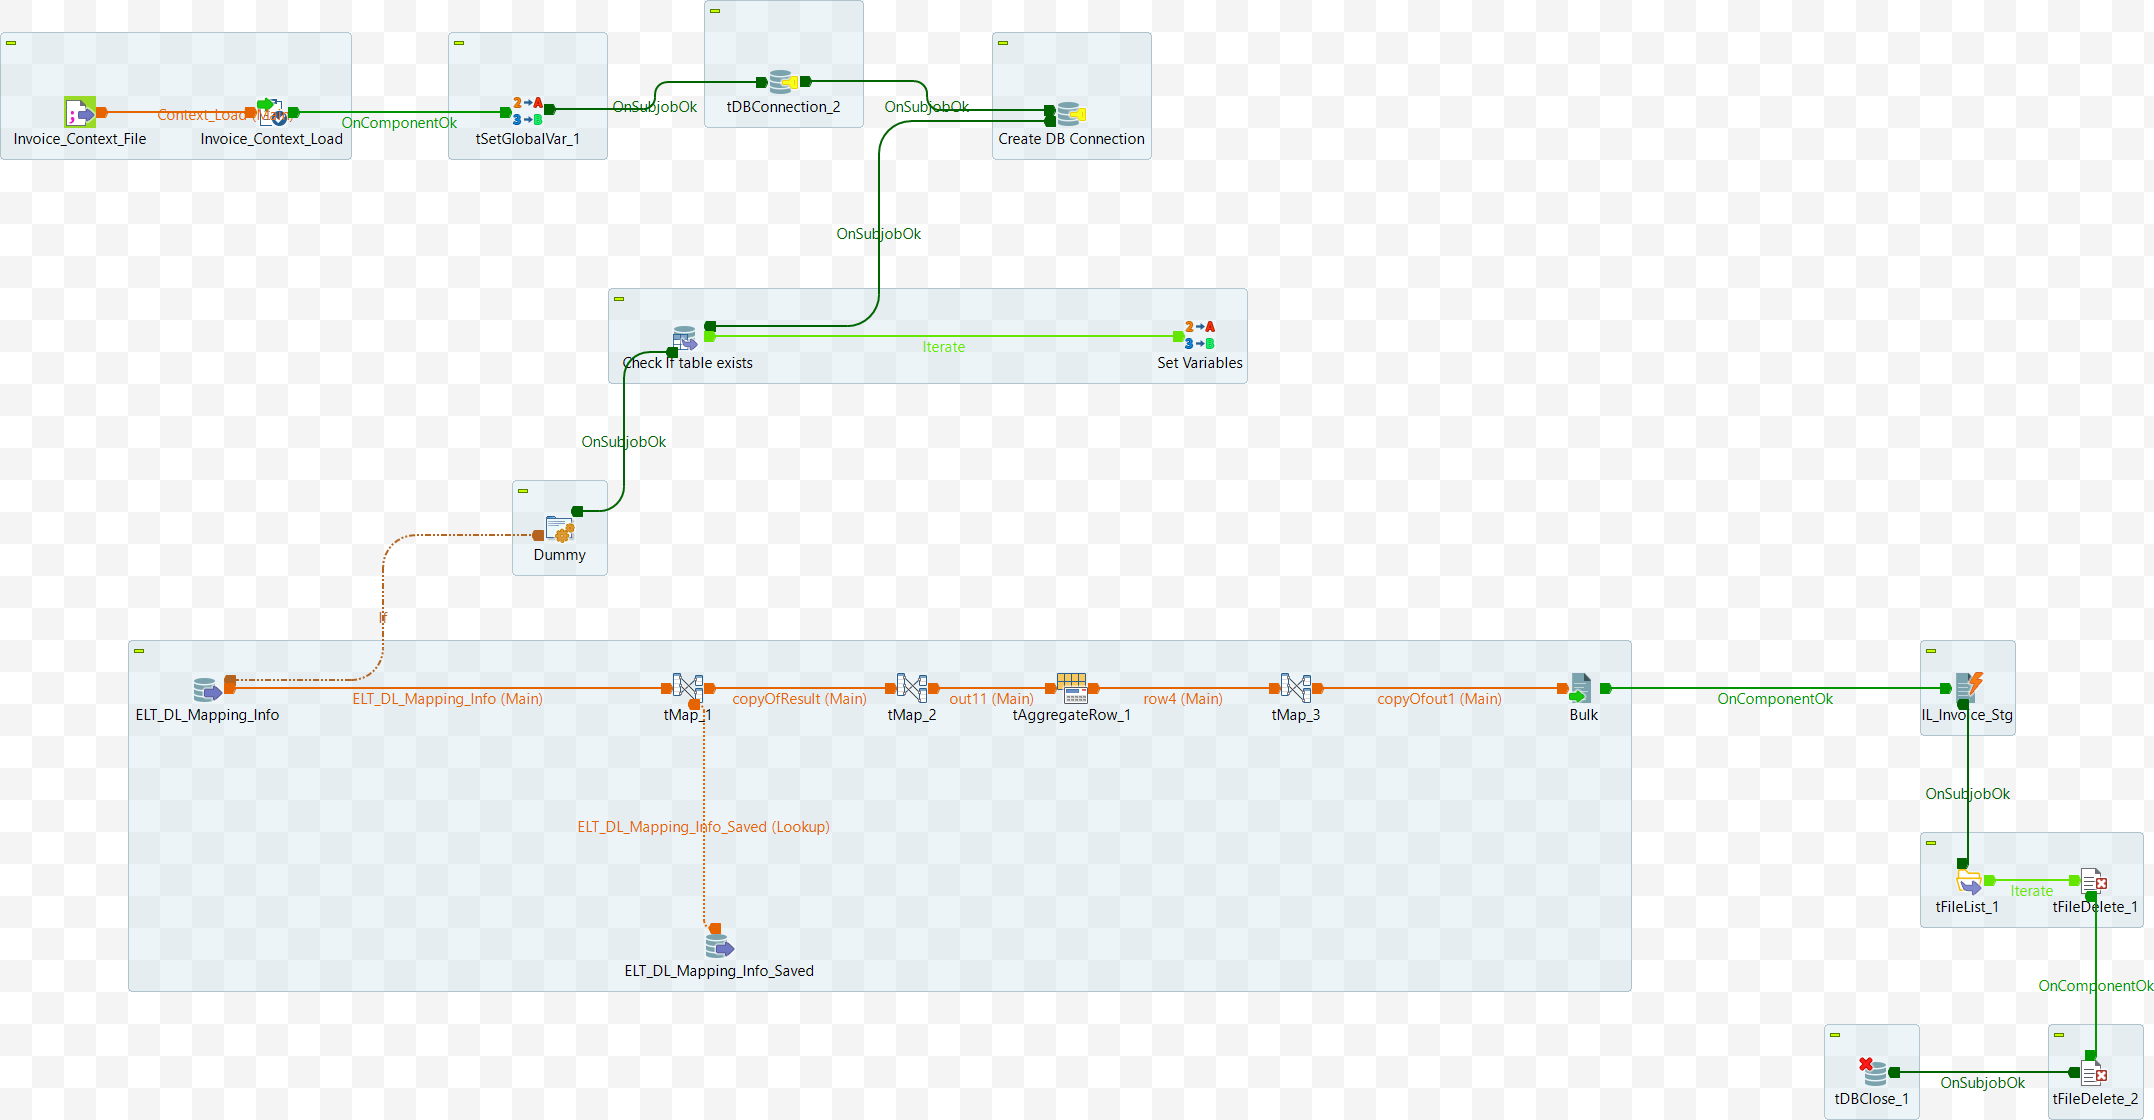 Context_Load (Main)
Invoice_Context_File
Invoice_Context_Load
OnComponentOk
tSetGlobalVar_1
OnSubjobOk
tDBConnection_2
OnSubjobOk
Create DB Connection
OnSubjobOk
Check if table exists
Iterate
Set Variables
OnSubjobOk
Dummy
If
ELT_DL_Mapping_Info
ELT_DL_Mapping_Info (Main)
tMap_1
copyOfResult (Main)
tMap_2
out11 (Main)
tAggregateRow_1
row4 (Main)
tMap_3
copyOfout1 (Main)
Bulk
OnComponentOk
IL_Invoice_Stg
OnSubjobOk
ELT_DL_Mapping_Info_Saved (Lookup)
ELT_DL_Mapping_Info_Saved
tFileList_1
Iterate
tFileDelete_1
OnComponentOk
tDBClose_1
OnSubjobOk
tFileDelete_2